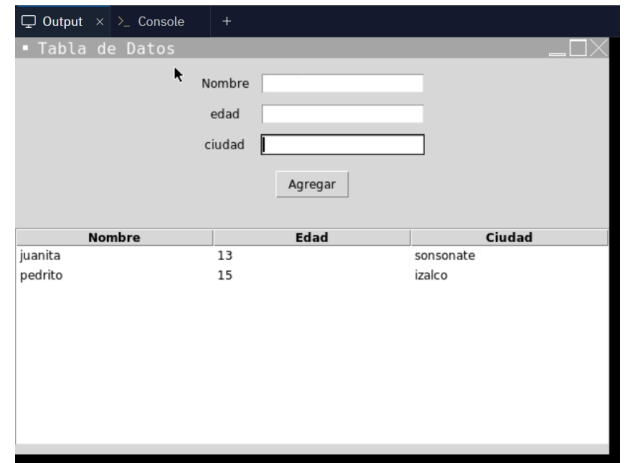 Output × >_ Console +
Tabla de Datos
Nombre
edad
ciudad
Agregar
Nombre Edad Ciudad
juanita 13 sonsonate
pedrito 15 izalco